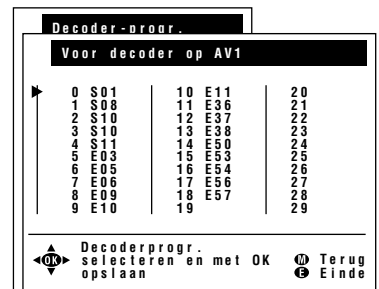 Decoder-progr.
Voor decoder op AV1
0 S01 10 E11 20
1 S08 11 E36 21
2 S10 12 E37 22
3 S10 13 E38 23
4 S11 14 E50 24
5 E03 15 E53 25
6 E05 16 E54 26
7 E06 17 E56 27
8 E09 18 E57 28
9 E10 19 29
OK Decoderprogr.
selecteren en met OK M Terug
opslaan E Einde